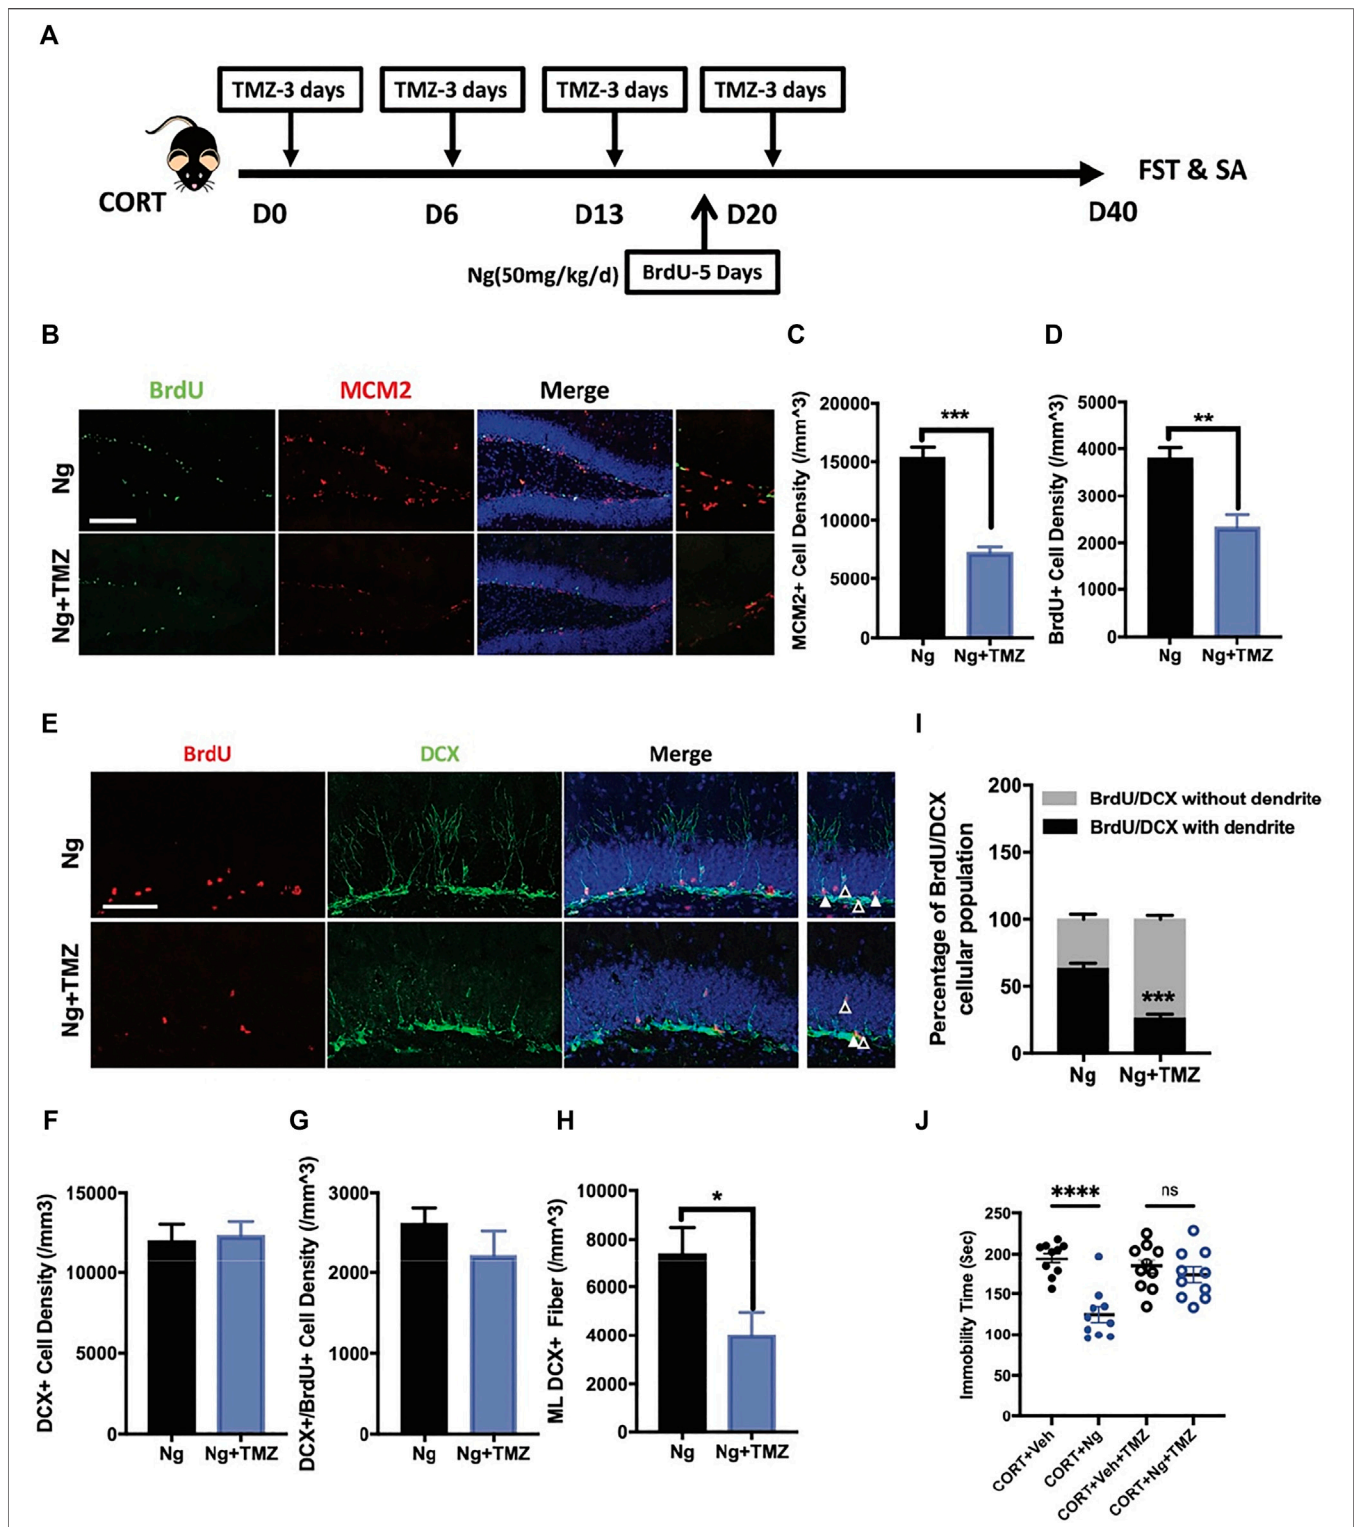 A
TMZ-3 days TMZ-3 days TMZ-3 days TMZ-3 days
CORT
FST & SA
D0 D6 D13 D20 D40
Ng(50mg/kg/d) BrdU-5 Days
B
BrdU MCM2 Merge
Ng
Ng+TMZ
C
MCM2+ Cell Density (/mm^3)
20000
15000
10000
5000
0
***
Ng Ng+TMZ
D
BrdU+ Cell Density (/mm^3)
5000
4000
3000
2000
1000
0
**
Ng Ng+TMZ
E
BrdU DCX Merge
Ng
Ng+TMZ
I
Percentage of BrdU/DCX
cellular population
200
150
100
50
0
BrdU/DCX without dendrite
BrdU/DCX with dendrite
***
Ng Ng+TMZ
F
DCX+ Cell Density (/mm3)
15000
10000
5000
0
Ng Ng+TMZ
G
DCX+/BrdU+ Cell Density (/mm^3)
3000
2000
1000
0
Ng Ng+TMZ
H
ML DCX+ Fiber (/mm^3)
10000
8000
6000
4000
2000
0
*
Ng Ng+TMZ
J
Immobility Time (Sec)
250
200
150
100
50
0
**** ns
CORT+Veh
CORT+Ng
CORT+Veh+TMZ
CORT+Ng+TMZ